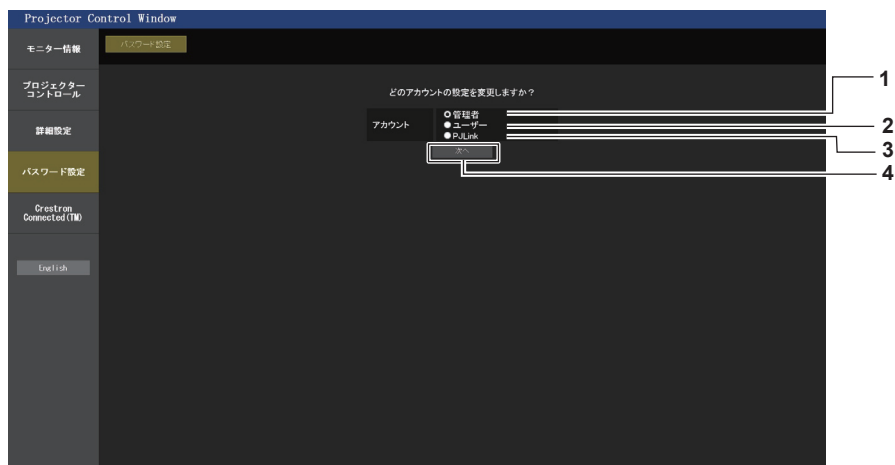 Projector Control Window
モニター情報
パスワード設定
プロジェクター
コントロール
詳細設定
パスワード設定
Crestron
Connected(TM)
English
どのアカウントの設定を変更しますか？
アカウント
管理者
ユーザー
PJLink
次へ
1
2
3
4